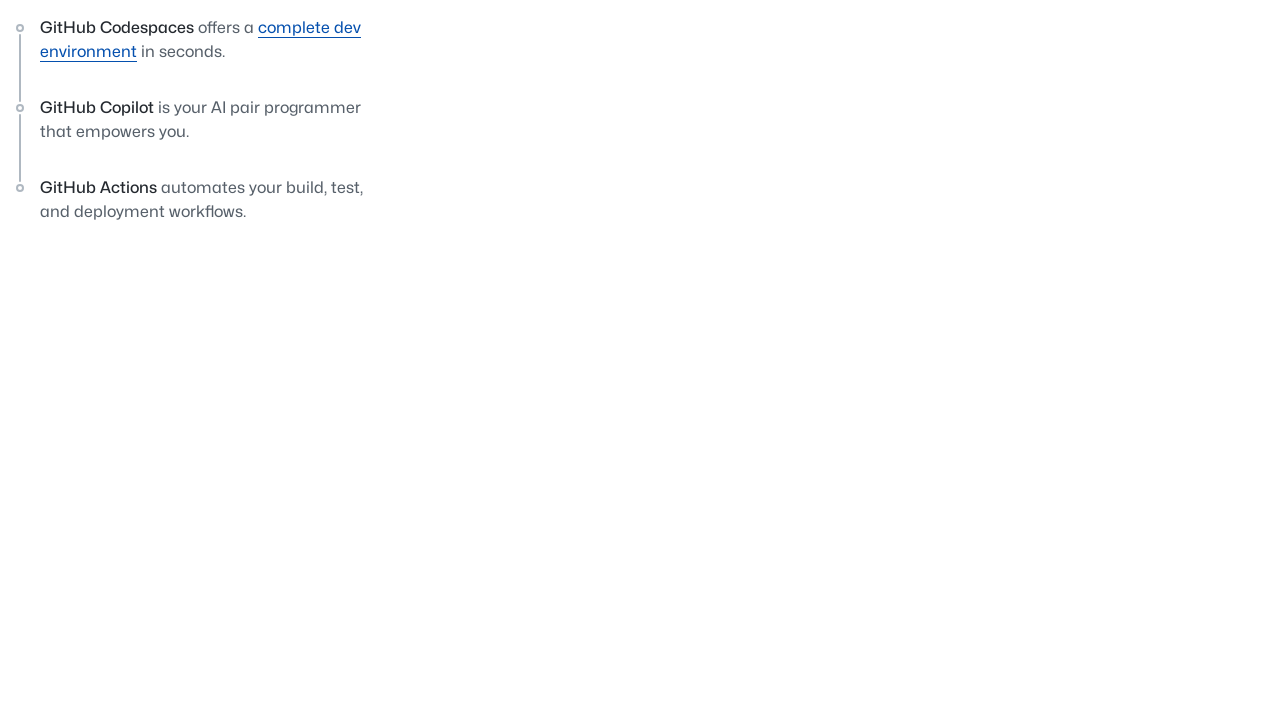 GitHub Codespaces offers a complete dev
environment in seconds.
GitHub Copilot is your AI pair programmer
that empowers you.
GitHub Actions automates your build, test,
and deployment workflows.